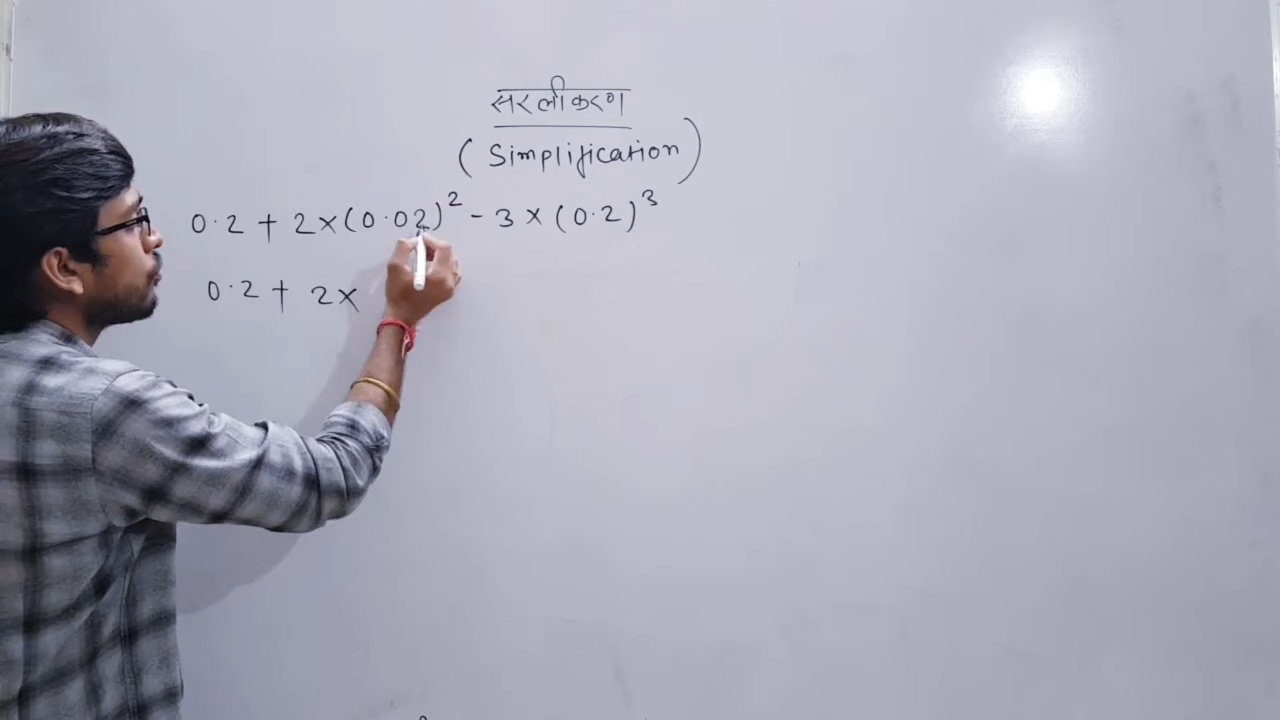 सरलीकरण
(Simplification)
0.2 + 2 × (0.02)² - 3 × (0.2)³
0.2 + 2 ×